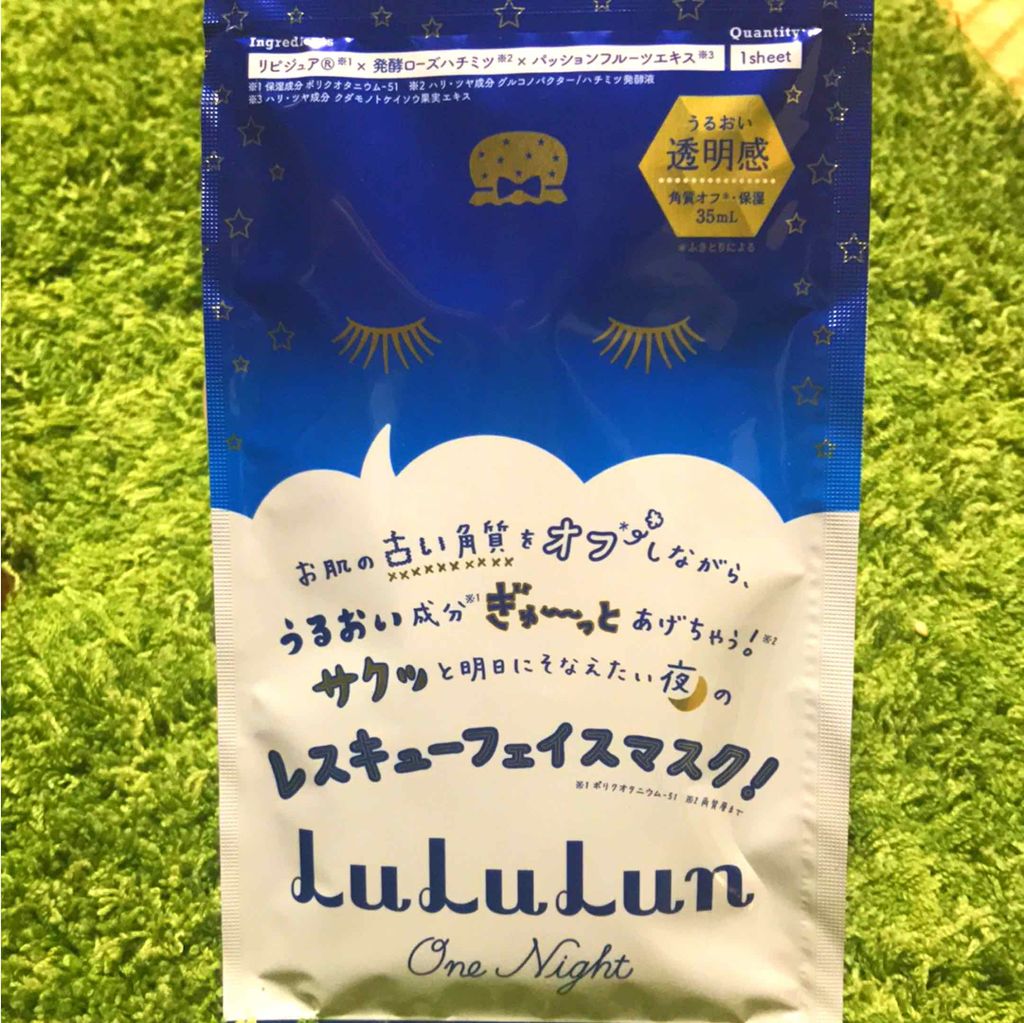 Ingredients
Quantity
リピジュア®※1 × 発酵ローズハチミツ※2 × パッションフルーツエキス※3
1sheet
※1 保湿成分 ポリクオタニウム-51 ※2 ハリ・ツヤ成分 グルコノバクター/ハチミツ発酵液
※3 ハリ・ツヤ成分 クダモノトケイソウ果実エキス
うるおい
透明感
角質オフ※・保湿
35mL
※ふきとりによる
お肌の古い角質をオフしながら、
うるおい成分※1ぎゅ〜っとあげちゃう!※2
サクッと明日にそなえたい夜の
レスキューフェイスマスク!
※1 ポリクオタニウム-51 ※2 角質層まで
LuLuLun
One Night